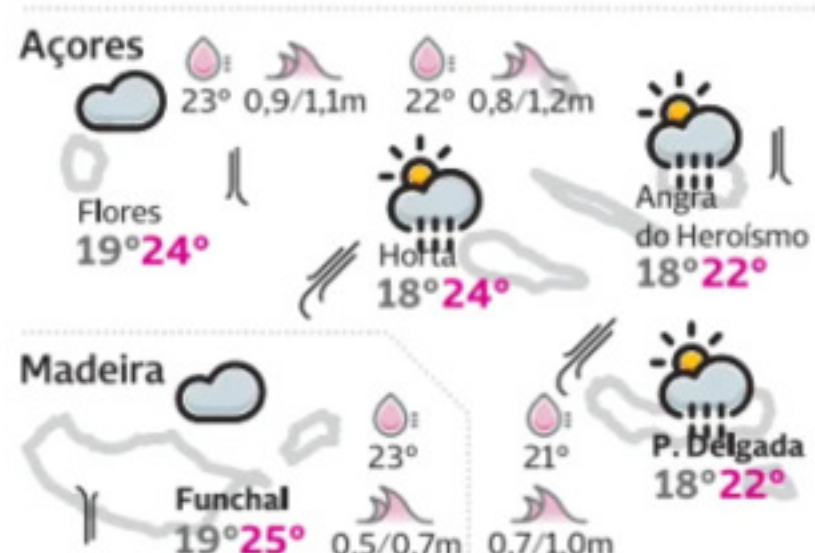 Açores
23° 0,9/1,1m
22° 0,8/1,2m
Flores
19° 24°
Horta
18° 24°
Angra
do Heroísmo
18° 22°
Madeira
23°
0,5/0,7m
Funchal
19° 25°
21°
0,7/1,0m
P. Delgada
18° 22°